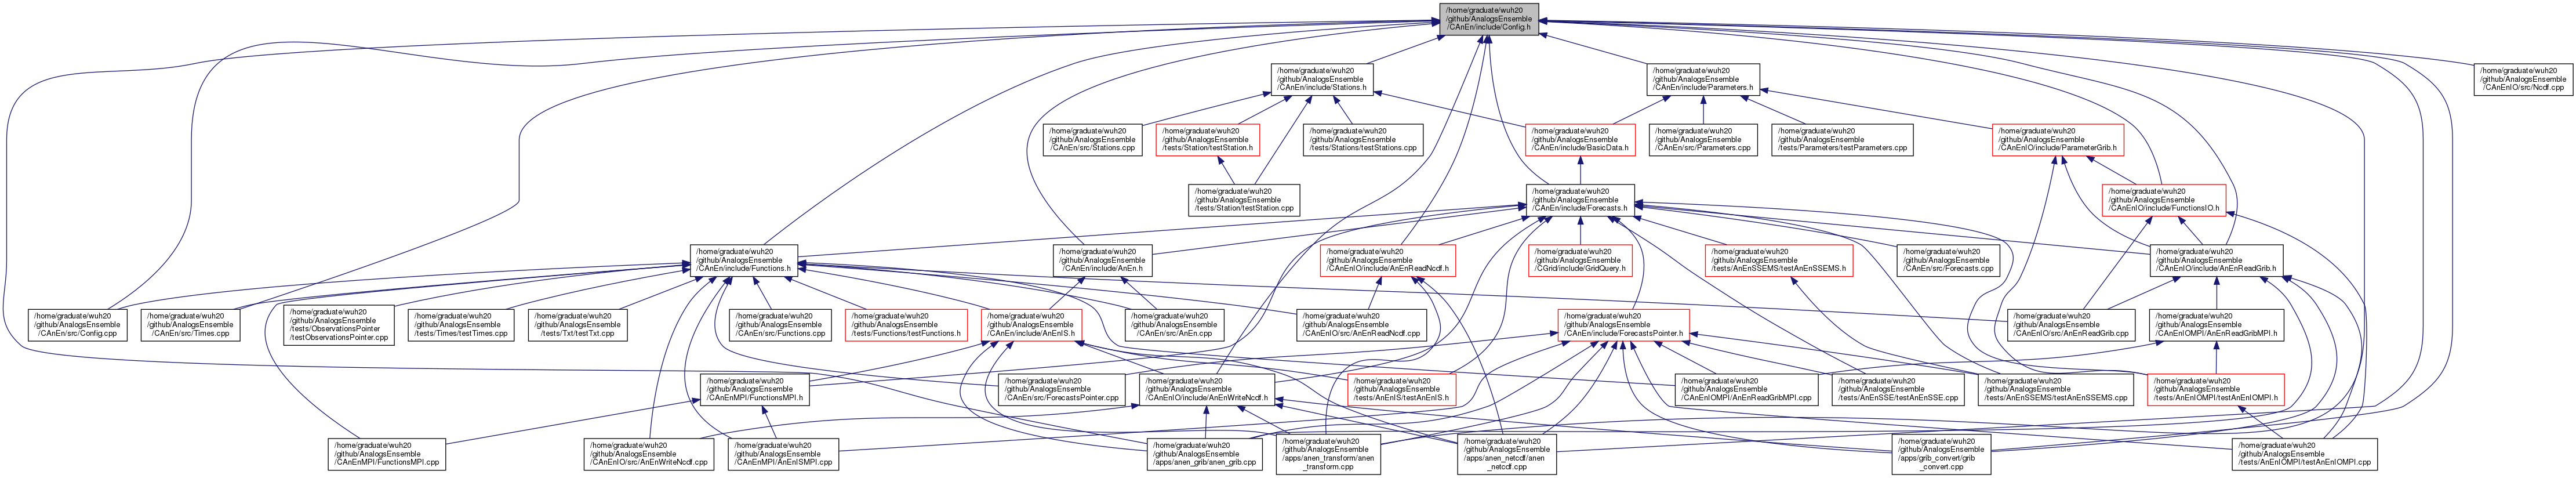 /home/graduate/wuh20
/github/AnalogsEnsemble
/CAnEn/include/Config.h
/home/graduate/wuh20
/github/AnalogsEnsemble
/CAnEn/include/Stations.h
/home/graduate/wuh20
/github/AnalogsEnsemble
/CAnEn/include/Parameters.h
/home/graduate/wuh20
/github/AnalogsEnsemble
/CAnEnIO/src/Ncdf.cpp
/home/graduate/wuh20
/github/AnalogsEnsemble
/CAnEn/src/Stations.cpp
/home/graduate/wuh20
/github/AnalogsEnsemble
/tests/Station/testStation.h
/home/graduate/wuh20
/github/AnalogsEnsemble
/tests/Stations/testStations.cpp
/home/graduate/wuh20
/github/AnalogsEnsemble
/CAnEn/include/BasicData.h
/home/graduate/wuh20
/github/AnalogsEnsemble
/CAnEn/src/Parameters.cpp
/home/graduate/wuh20
/github/AnalogsEnsemble
/tests/Parameters/testParameters.cpp
/home/graduate/wuh20
/github/AnalogsEnsemble
/CAnEnIO/include/ParameterGrib.h
/home/graduate/wuh20
/github/AnalogsEnsemble
/tests/Station/testStation.cpp
/home/graduate/wuh20
/github/AnalogsEnsemble
/CAnEn/include/Forecasts.h
/home/graduate/wuh20
/github/AnalogsEnsemble
/CAnEnIO/include/FunctionsIO.h
/home/graduate/wuh20
/github/AnalogsEnsemble
/CAnEn/include/Functions.h
/home/graduate/wuh20
/github/AnalogsEnsemble
/CAnEn/include/AnEn.h
/home/graduate/wuh20
/github/AnalogsEnsemble
/CAnEnIO/include/AnEnReadNcdf.h
/home/graduate/wuh20
/github/AnalogsEnsemble
/CGrid/include/GridQuery.h
/home/graduate/wuh20
/github/AnalogsEnsemble
/tests/AnEnSSEMS/testAnEnSSEMS.h
/home/graduate/wuh20
/github/AnalogsEnsemble
/CAnEn/src/Forecasts.cpp
/home/graduate/wuh20
/github/AnalogsEnsemble
/CAnEnIO/include/AnEnReadGrib.h
/home/graduate/wuh20
/github/AnalogsEnsemble
/CAnEn/src/Config.cpp
/home/graduate/wuh20
/github/AnalogsEnsemble
/CAnEn/src/Times.cpp
/home/graduate/wuh20
/github/AnalogsEnsemble
/tests/ObservationsPointer
/testObservationsPointer.cpp
/home/graduate/wuh20
/github/AnalogsEnsemble
/tests/Times/testTimes.cpp
/home/graduate/wuh20
/github/AnalogsEnsemble
/tests/Txt/testTxt.cpp
/home/graduate/wuh20
/github/AnalogsEnsemble
/CAnEn/src/Functions.cpp
/home/graduate/wuh20
/github/AnalogsEnsemble
/tests/Functions/testFunctions.h
/home/graduate/wuh20
/github/AnalogsEnsemble
/CAnEn/include/AnEnIS.h
/home/graduate/wuh20
/github/AnalogsEnsemble
/CAnEn/src/AnEn.cpp
/home/graduate/wuh20
/github/AnalogsEnsemble
/CAnEnIO/src/AnEnReadNcdf.cpp
/home/graduate/wuh20
/github/AnalogsEnsemble
/CAnEn/include/ForecastsPointer.h
/home/graduate/wuh20
/github/AnalogsEnsemble
/CAnEnIO/src/AnEnReadGrib.cpp
/home/graduate/wuh20
/github/AnalogsEnsemble
/CAnEnIOMPI/AnEnReadGribMPI.h
/home/graduate/wuh20
/github/AnalogsEnsemble
/CAnEnMPI/FunctionsMPI.h
/home/graduate/wuh20
/github/AnalogsEnsemble
/CAnEn/src/ForecastsPointer.cpp
/home/graduate/wuh20
/github/AnalogsEnsemble
/CAnEnIO/include/AnEnWriteNcdf.h
/home/graduate/wuh20
/github/AnalogsEnsemble
/tests/AnEnIS/testAnEnIS.h
/home/graduate/wuh20
/github/AnalogsEnsemble
/CAnEnIOMPI/AnEnReadGribMPI.cpp
/home/graduate/wuh20
/github/AnalogsEnsemble
/tests/AnEnSSE/testAnEnSSE.cpp
/home/graduate/wuh20
/github/AnalogsEnsemble
/tests/AnEnSSEMS/testAnEnSSEMS.cpp
/home/graduate/wuh20
/github/AnalogsEnsemble
/tests/AnEnIOMPI/testAnEnIOMPI.h
/home/graduate/wuh20
/github/AnalogsEnsemble
/CAnEnMPI/FunctionsMPI.cpp
/home/graduate/wuh20
/github/AnalogsEnsemble
/CAnEnIO/src/AnEnWriteNcdf.cpp
/home/graduate/wuh20
/github/AnalogsEnsemble
/CAnEnMPI/AnEnISMPI.cpp
/home/graduate/wuh20
/github/AnalogsEnsemble
/apps/anen_grib/anen_grib.cpp
/home/graduate/wuh20
/github/AnalogsEnsemble
/apps/anen_transform/anen
_transform.cpp
/home/graduate/wuh20
/github/AnalogsEnsemble
/apps/anen_netcdf/anen
_netcdf.cpp
/home/graduate/wuh20
/github/AnalogsEnsemble
/apps/grib_convert/grib
_convert.cpp
/home/graduate/wuh20
/github/AnalogsEnsemble
/tests/AnEnIOMPI/testAnEnIOMPI.cpp